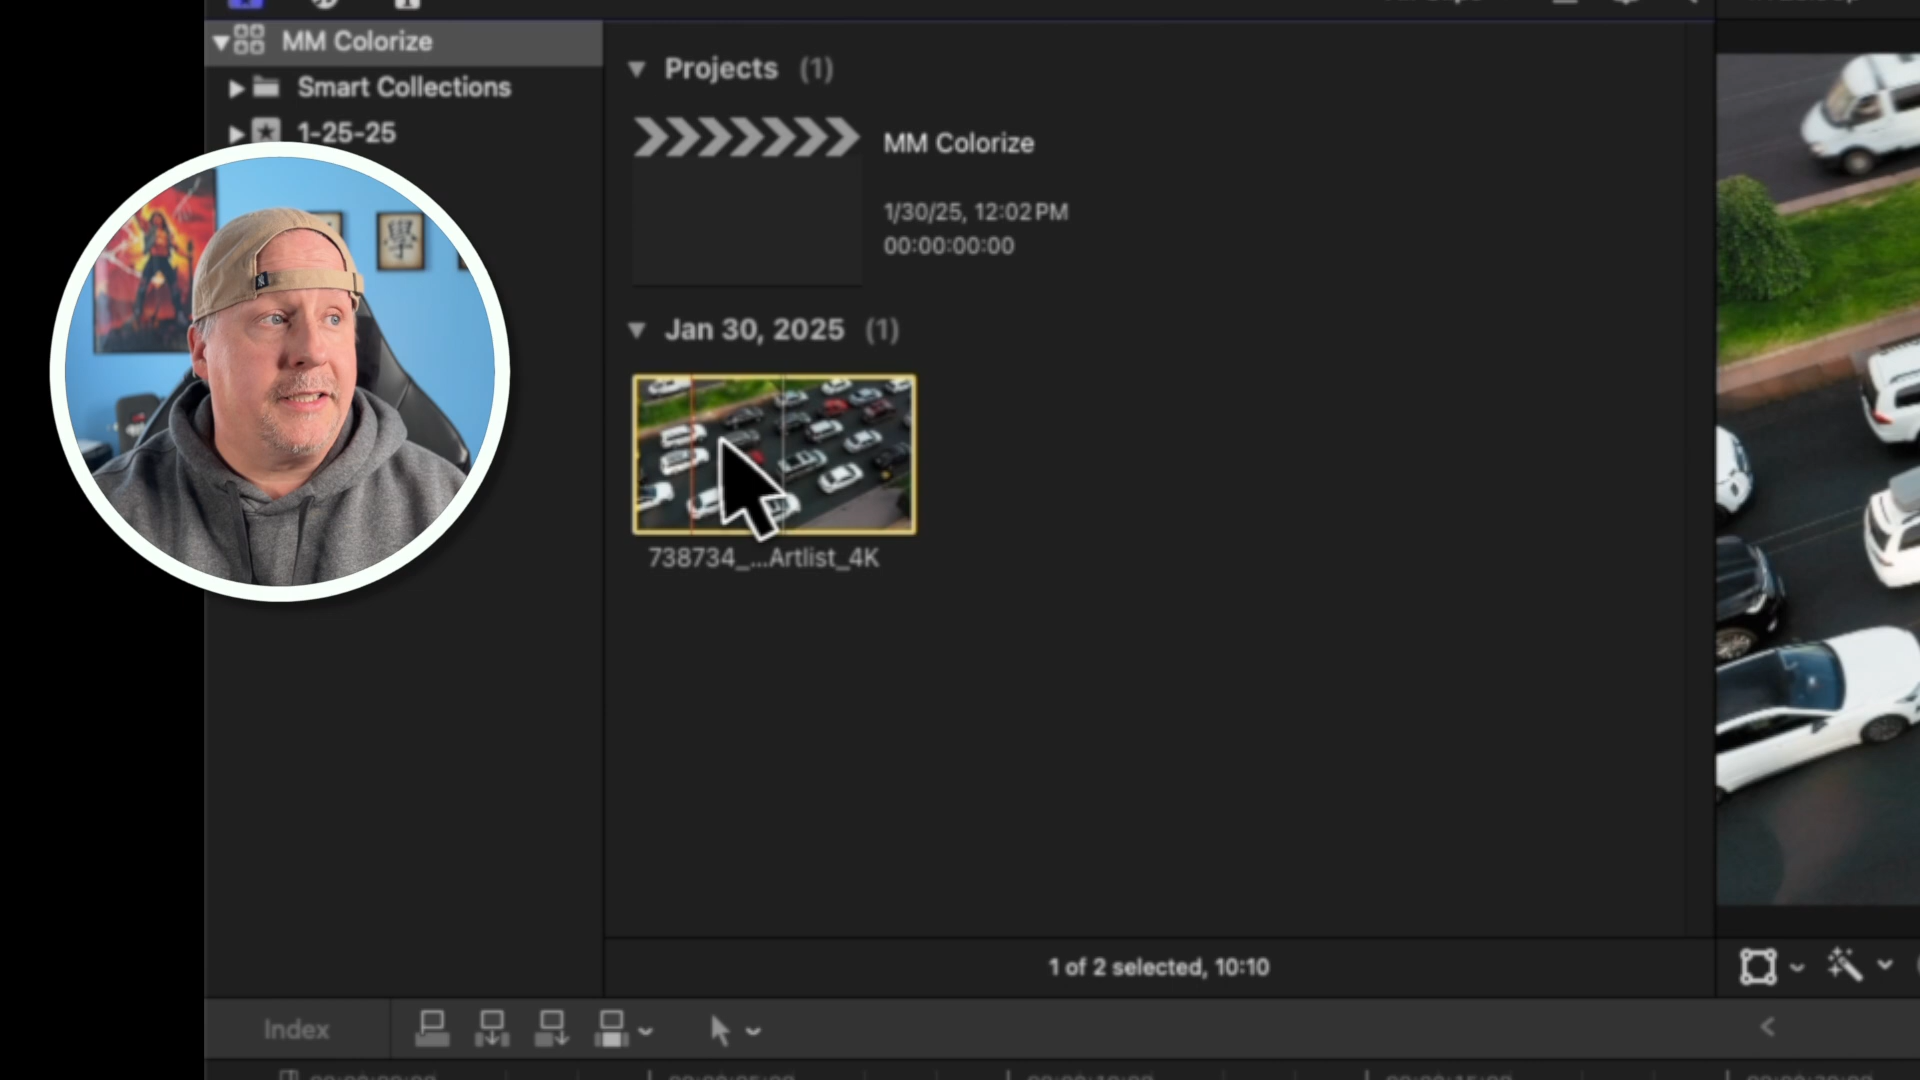 MM Colorize
Smart Collections
1-25-25
Projects (1)
MM Colorize
1/30/25, 12:02 PM
00:00:00:00
Jan 30, 2025 (1)
738734_...Artlist_4K
1 of 2 selected, 10:10
Index
學